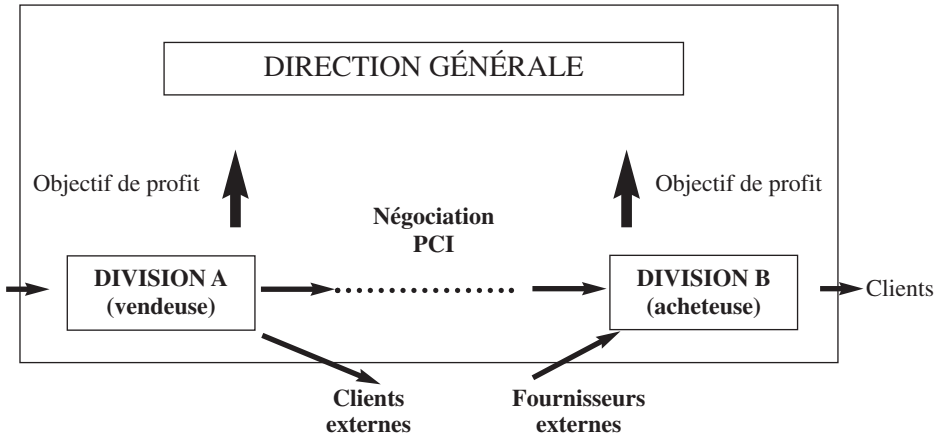 DIRECTION GÉNÉRALE
Objectif de profit
Objectif de profit
Négociation
PCI
DIVISION A
(vendeuse)
DIVISION B
(acheteuse)
Clients
Clients
externes
Fournisseurs
externes